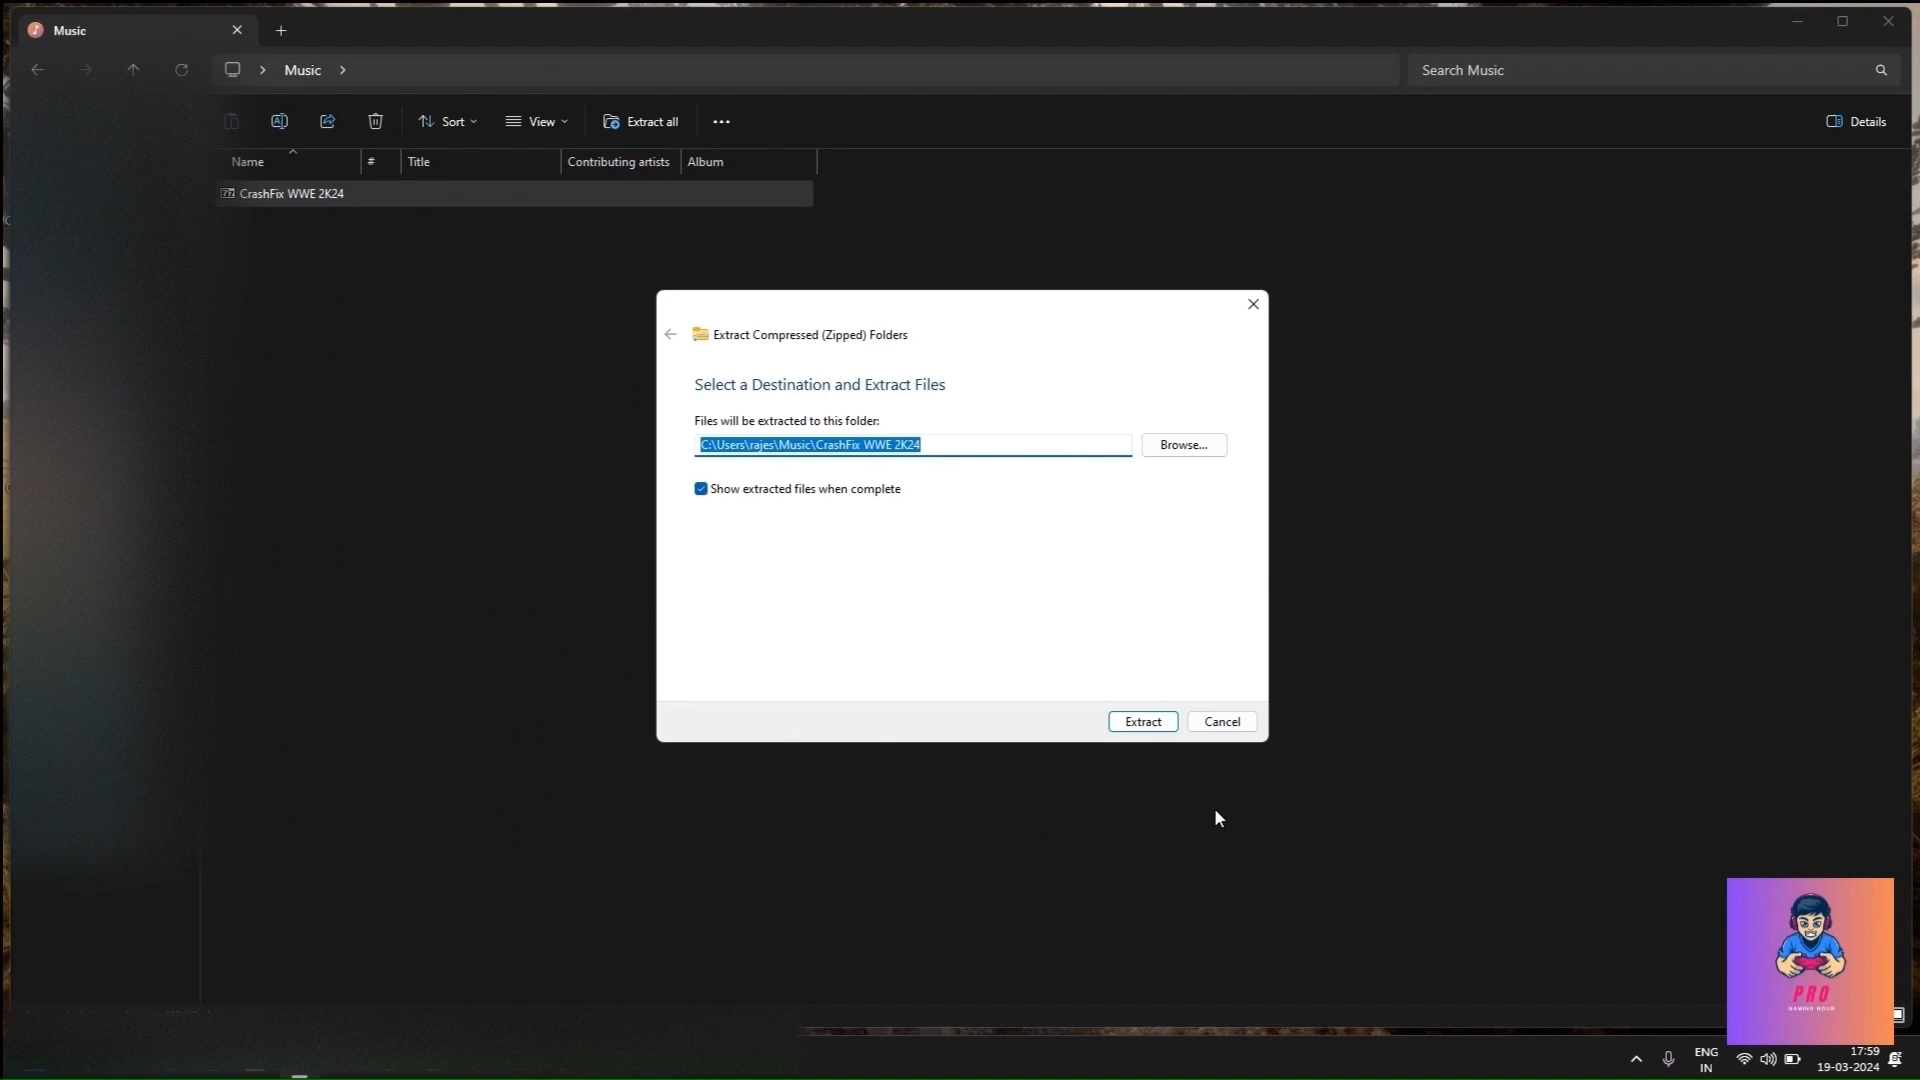 Music
Music
Search Music
Sort
View
Extract all
Details
Name
#
Title
Contributing artists
Album
CrashFix WWE 2K24
Extract Compressed (Zipped) Folders
Select a Destination and Extract Files
Files will be extracted to this folder:
C:\Users\rajes\Music\CrashFix WWE 2K24
Browse...
Show extracted files when complete
Extract
Cancel
PRO
GAMING HOUR
ENG
IN
17:59
19-03-2024